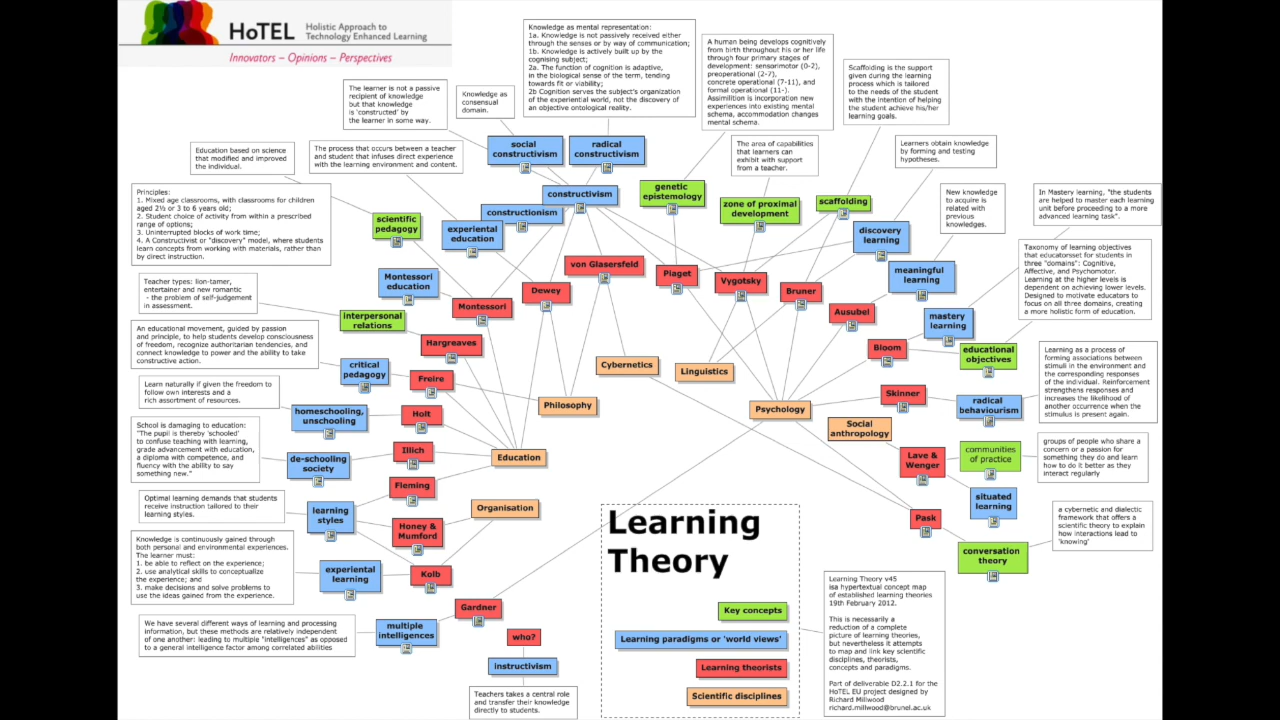 HoTEL
Holistic Approach to
Technology Enhanced Learning
Innovators – Opinions – Perspectives
Knowledge as mental representation:
1a. Knowledge is not passively received either
through the senses or by way of communication;
1b. Knowledge is actively built up by the
cognising subject;
2a. The function of cognition is adaptive,
in the biological sense of the term, tending
towards fit or viability;
2b Cognition serves the subject's organization
of the experiential world, not the discovery of
an objective ontological reality.
A human being develops cognitively
from birth throughout his or her life
through four primary stages of
development: sensorimotor (0-2),
preoperational (2-7),
concrete operational (7-11), and
formal operational (11-).
Assimilition is incorporation new
experiences into existing mental
schema, accommodation changes
mental schema.
Scaffolding is the support
given during the learning
process which is tailored
to the needs of the student
with the intention of helping
the student achieve his/her
learning goals.
The learner is not a passive
recipient of knowledge
but that knowledge
is 'constructed' by
the learner in some way.
Knowledge as
consensual
domain.
Education based on science
that modified and improved
the individual.
The process that occurs between a teacher
and student that infuses direct experience
with the learning environment and content.
social
constructivism
radical
constructivism
The area of capabilities
that learners can
exhibit with support
from a teacher.
Learners obtain knowledge
by forming and testing
hypotheses.
Principles:
1. Mixed age classrooms, with classrooms for children
aged 2½ or 3 to 6 years old;
2. Student choice of activity from within a prescribed
range of options;
3. Uninterrupted blocks of work time;
4. A Constructivist or "discovery" model, where students
learn concepts from working with materials, rather than
by direct instruction.
scientific
pedagogy
experiential
education
constructionism
constructivism
genetic
epistemology
zone of proximal
development
scaffolding
discovery
learning
New knowledge
to acquire is
related with
previous
knowledges.
In Mastery learning, "the students
are helped to master each learning
unit before proceeding to a more
advanced learning task".
Teacher types: lion-tamer,
entertainer and new romantic
- the problem of self-judgement
in assessment.
Montessori
education
Montessori
Dewey
von Glasersfeld
Piaget
Vygotsky
Bruner
meaningful
learning
Ausubel
mastery
learning
Taxonomy of learning objectives
that educatorsset for students in
three "domains": Cognitive,
Affective, and Psychomotor.
Learning at the higher levels is
dependent on achieving lower levels.
Designed to motivate educators to
focus on all three domains, creating
a more holistic form of education.
interpersonal
relations
Hargreaves
An educational movement, guided by passion
and principle, to help students develop consciousness
of freedom, recognize authoritarian tendencies, and
connect knowledge to power and the ability to take
constructive action.
critical
pedagogy
Freire
Cybernetics
Linguistics
Bloom
educational
objectives
Learning as a process of
forming associations between
stimuli in the environment and
the corresponding responses
of the individual. Reinforcement
strengthens responses and
increases the likelihood of
another occurrence when the
stimulus is present again.
Learn naturally if given the freedom to
follow own interests and a
rich assortment of resources.
homeschooling,
unschooling
Holt
Philosophy
Psychology
Skinner
radical
behaviourism
School is damaging to education:
"The pupil is thereby 'schooled'
to confuse teaching with learning,
grade advancement with education,
a diploma with competence, and
fluency with the ability to say
something new."
de-schooling
society
Illich
Education
Social
anthropology
Lave &
Wenger
communities
of practice
groups of people who share a
concern or a passion for
something they do and learn
how to do it better as they
interact regularly
Optimal learning demands that students
receive instruction tailored to their
learning styles.
learning
styles
Fleming
Honey &
Mumford
Organisation
situated
learning
Pask
a cybernetic and dialectic
framework that offers a
scientific theory to explain
how interactions lead to
'knowing'
conversation
theory
Knowledge is continuously gained through
both personal and environmental experiences.
The learner must:
1. be able to reflect on the experience;
2. use analytical skills to conceptualize
the experience; and
3. make decisions and solve problems to
use the ideas gained from the experience.
experiential
learning
Kolb
Gardner
We have several different ways of learning and processing
information, but these methods are relatively independent
of one another: leading to multiple "intelligences" as opposed
to a general intelligence factor among correlated abilities
multiple
intelligences
who?
instructivism
Teachers takes a central role
and transfer their knowledge
directly to students.
Learning
Theory
Key concepts
Learning paradigms or 'world views'
Learning theorists
Scientific disciplines
Learning Theory v45
isa hypertextual concept map
of established learning theories
19th February 2012.
This is necessarily a
reduction of a complete
picture of learning theories,
but nevertheless it attempts
to map and link key scientific
disciplines, theorists,
concepts and paradigms.
Part of deliverable D2.2.1 for the
HoTEL EU project designed by
Richard Millwood
richard.millwood@brunel.ac.uk